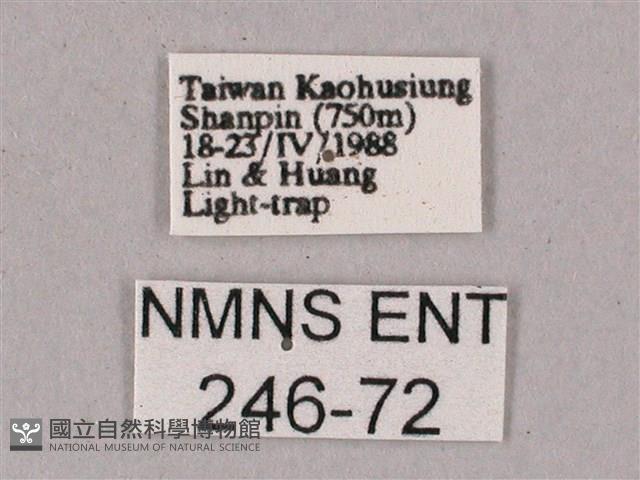 Taiwan Kaohusiung
Shanpin (750m)
18-23/IV/1988
Lin & Huang
Light-trap
NMNS ENT
246-72
國立自然科學博物館
NATIONAL MUSEUM OF NATURAL SCIENCE